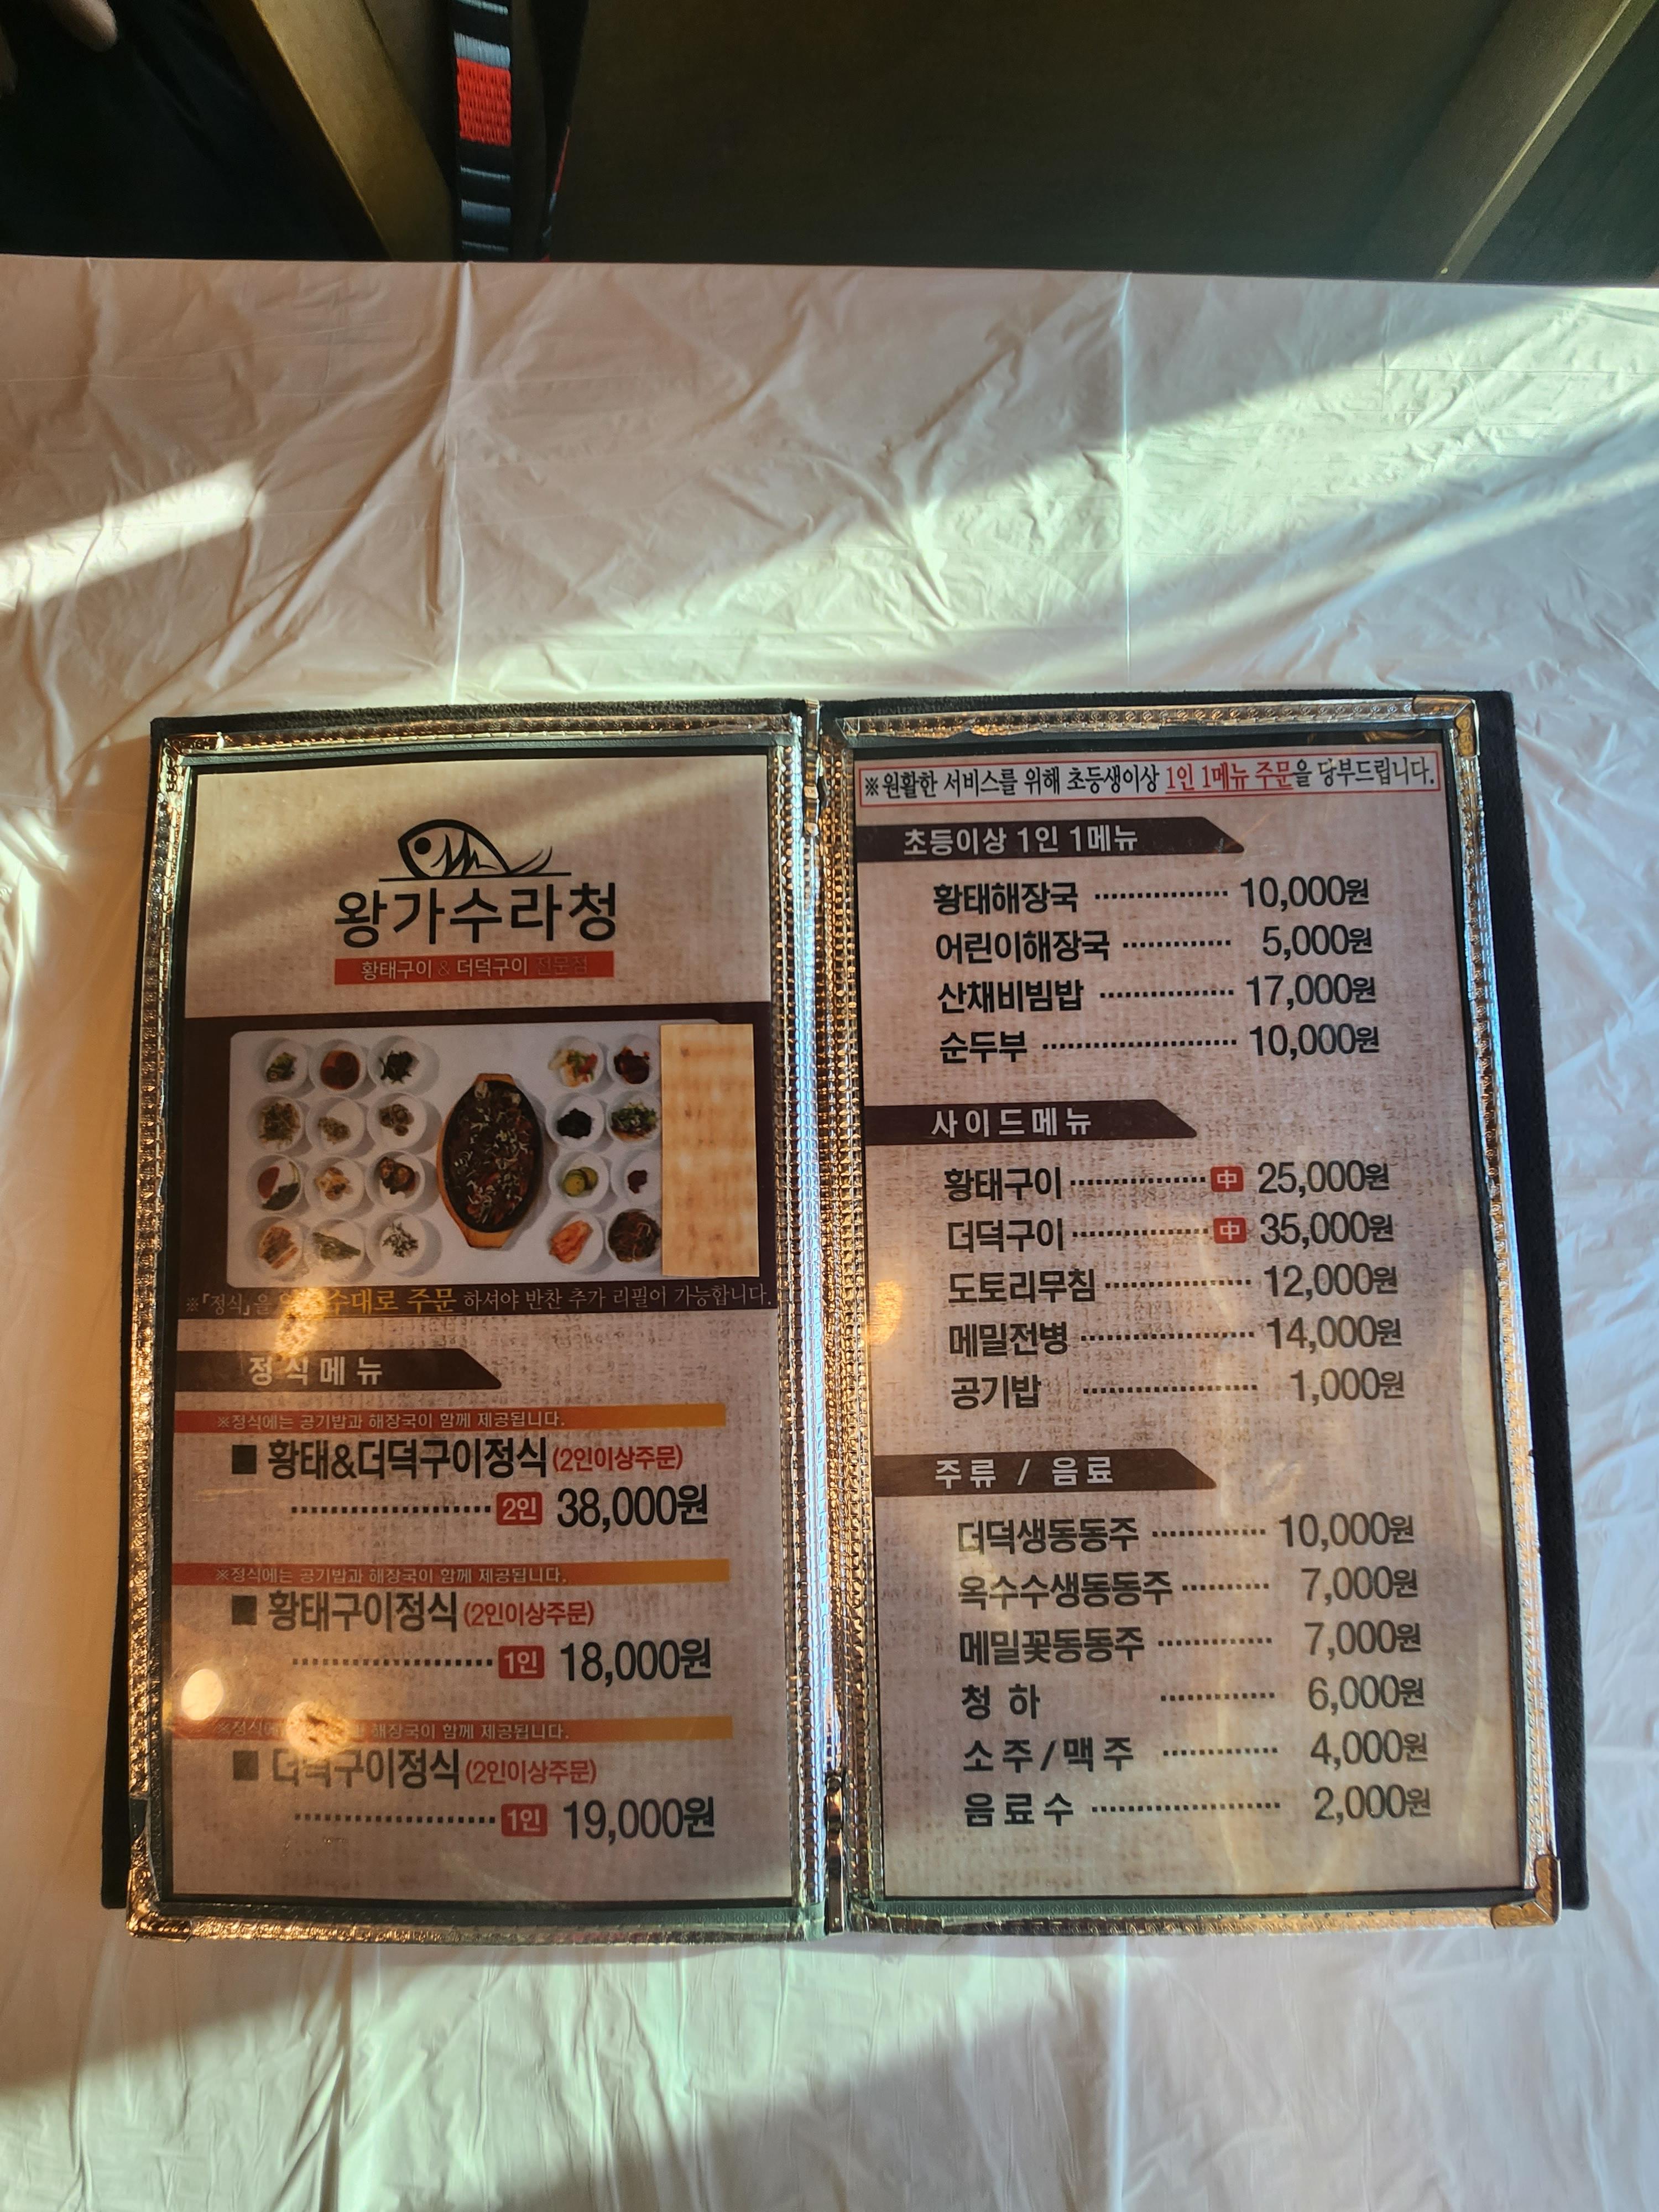 왕가수라청
황태구이 & 더덕구이 전문점
※「정식」을 수대로 주문 하셔야 반찬 추가 리필이 가능합니다.
정식메뉴
※정식에는 공기밥과 해장국이 함께 제공됩니다.
■ 황태&더덕구이정식 (2인이상주문)
2인 38,000원
※정식에는 공기밥과 해장국이 함께 제공됩니다.
■ 황태구이정식 (2인이상주문)
1인 18,000원
해장국이 함께 제공됩니다.
■ 더덕구이정식 (2인이상주문)
1인 19,000원
※원활한 서비스를 위해 초등생이상 1인 1메뉴 주문을 당부드립니다.
초등이상 1인 1메뉴
황태해장국 ················ 10,000원
어린이해장국 ············· 5,000원
산채비빔밥 ················ 17,000원
순두부 ······················· 10,000원
사이드메뉴
황태구이 ················ 中 25,000원
더덕구이 ················ 中 35,000원
도토리무침 ················· 12,000원
메밀전병 ···················· 14,000원
공기밥 ···················· 1,000원
주류 / 음료
더덕생동동주 ············· 10,000원
옥수수생동동주 ·········· 7,000원
메밀꽃동동주 ············· 7,000원
청 하 ············· 6,000원
소주/맥주 ············· 4,000원
음료수 ····················· 2,000원